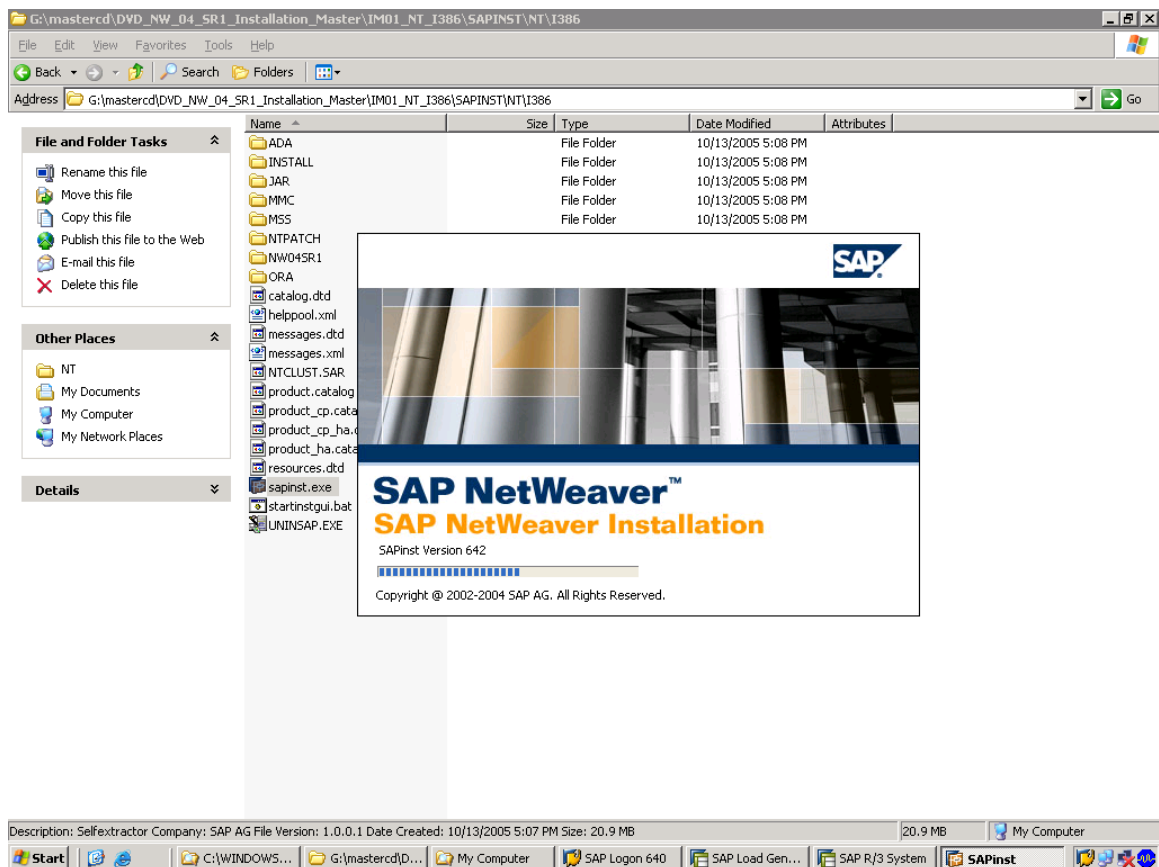 G:\mastercd\DVD_NW_04_SR1_Installation_Master\IM01_NT_I386\SAPINST\NT\I386
File Edit View Favorites Tools Help
Back Search Folders
Address G:\mastercd\DVD_NW_04_SR1_Installation_Master\IM01_NT_I386\SAPINST\NT\I386 Go
File and Folder Tasks
Rename this file
Move this file
Copy this file
Publish this file to the Web
E-mail this file
Delete this file
Other Places
NT
My Documents
My Computer
My Network Places
Details
Name Size Type Date Modified Attributes
ADA File Folder 10/13/2005 5:08 PM
INSTALL File Folder 10/13/2005 5:08 PM
JAR File Folder 10/13/2005 5:08 PM
MMC File Folder 10/13/2005 5:08 PM
MSS File Folder 10/13/2005 5:08 PM
NTPATCH
NW04SR1
ORA
catalog.dtd
helppool.xml
messages.dtd
messages.xml
NTCLUST.SAR
product.catalog
product_cp.cata
product_cp_ha.c
product_ha.cata
resources.dtd
sapinst.exe
startinstgui.bat
UNINSAP.EXE
SAP
SAP NetWeaver™
SAP NetWeaver Installation
SAPinst Version 642
Copyright @ 2002-2004 SAP AG. All Rights Reserved.
Description: Selfextractor Company: SAP AG File Version: 1.0.0.1 Date Created: 10/13/2005 5:07 PM Size: 20.9 MB 20.9 MB My Computer
Start C:\WINDOWS... G:\mastercd\D... My Computer SAP Logon 640 SAP Load Gen... SAP R/3 System SAPinst